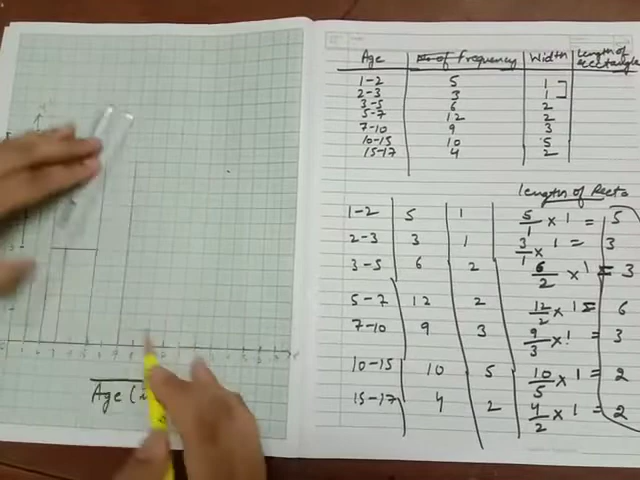 Age of Frequency Width Length of Rectangle
1-2 5 1
2-3 3 1
3-5 6 2
5-7 12 2
7-10 9 3
10-15 10 5
15-17 4 2
length of Recta
1-2 5 1 5/1 × 1 = 5
2-3 3 1 3/1 × 1 = 3
3-5 6 2 6/2 × 1 = 3
5-7 12 2 12/2 × 1 = 6
7-10 9 3 9/3 × 1 = 3
10-15 10 5 10/5 × 1 = 2
15-17 4 2 4/2 × 1 = 2
Age (